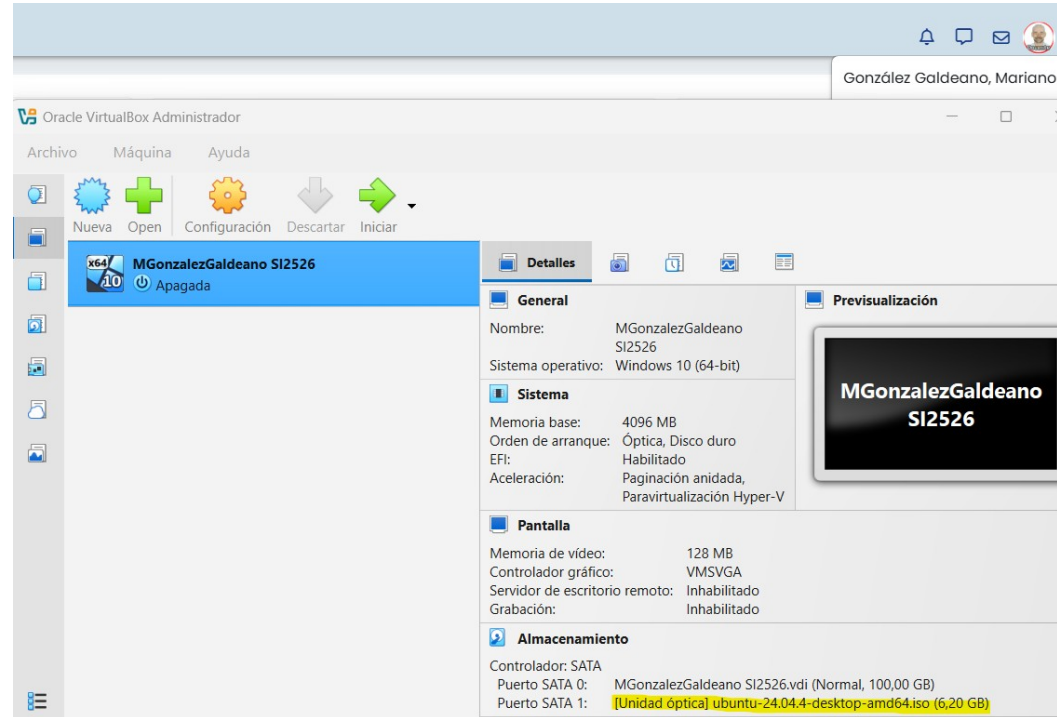 González Galdeano, Mariano
Oracle VirtualBox Administrador
Archivo Máquina Ayuda
Nueva Open Configuración Descartar Iniciar
x64
10
MGonzalezGaldeano SI2526
Apagada
Detalles
General
Nombre: MGonzalezGaldeano
SI2526
Sistema operativo: Windows 10 (64-bit)
Previsualización
MGonzalezGaldeano
SI2526
Sistema
Memoria base: 4096 MB
Orden de arranque: Óptica, Disco duro
EFI: Habilitado
Aceleración: Paginación anidada,
Paravirtualización Hyper-V
Pantalla
Memoria de vídeo: 128 MB
Controlador gráfico: VMSVGA
Servidor de escritorio remoto: Inhabilitado
Grabación: Inhabilitado
Almacenamiento
Controlador: SATA
Puerto SATA 0: MGonzalezGaldeano SI2526.vdi (Normal, 100,00 GB)
Puerto SATA 1: [Unidad óptica] ubuntu-24.04.4-desktop-amd64.iso (6,20 GB)